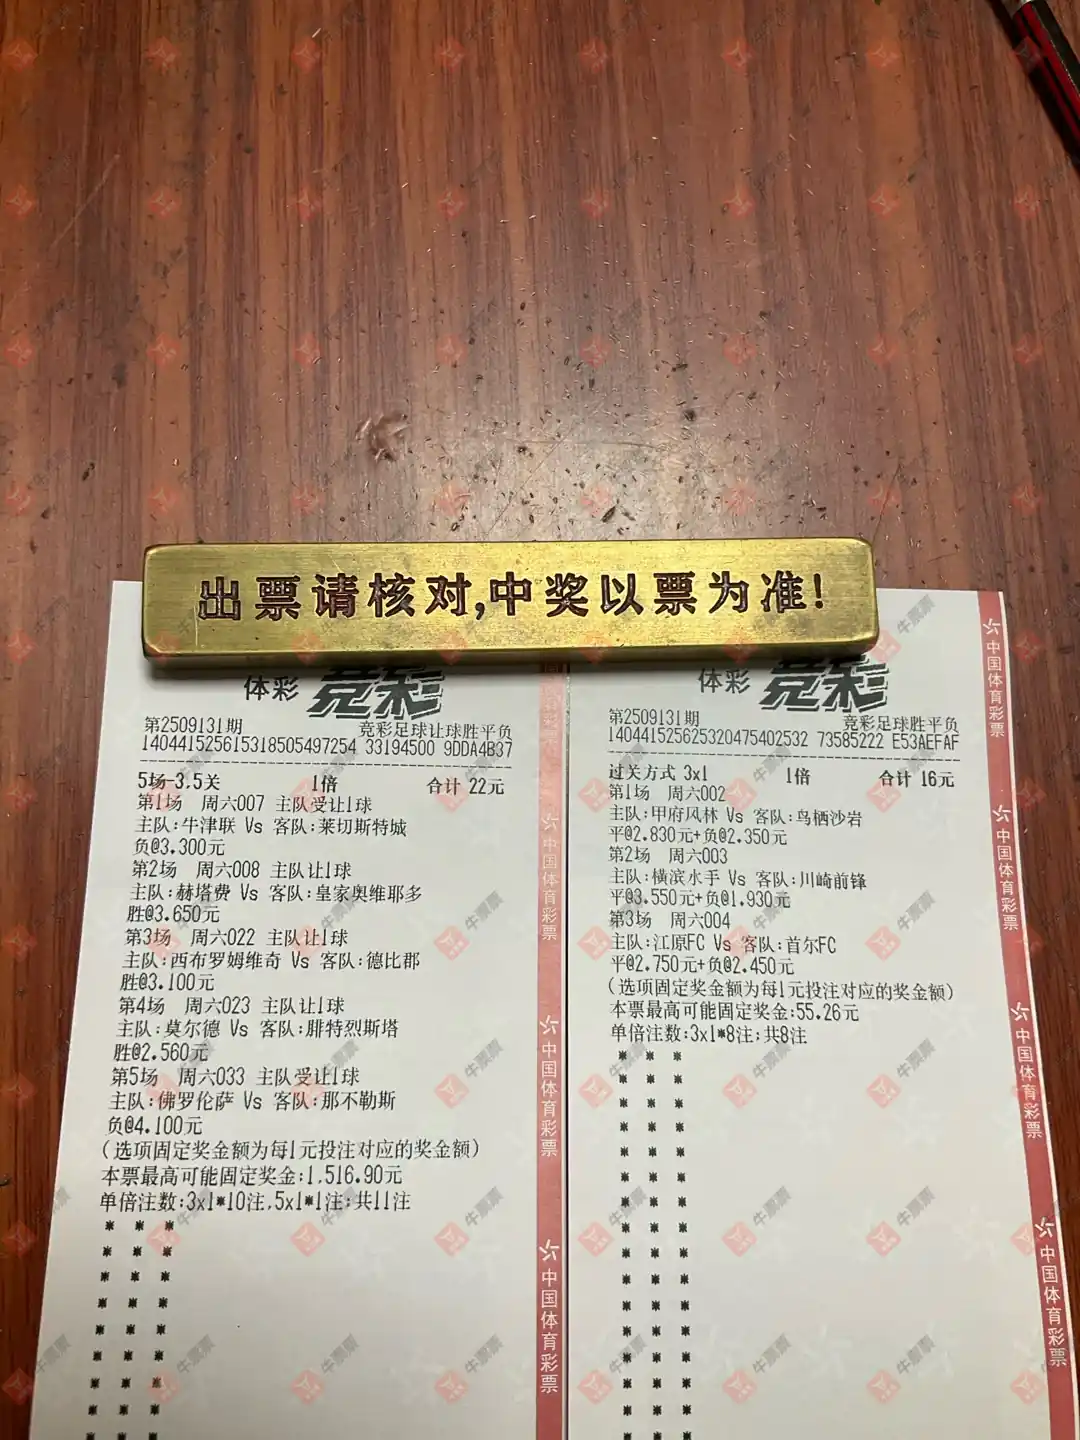 出票请核对,中奖以票为准!
体彩 竞彩
第2509131期 竞彩足球让球胜平负
140441525615318505497254 33194500 9DDA4B37
5场-3.5关 1倍 合计 22元
第1场 周六007 主队受让1球
主队:牛津联 Vs 客队:莱切斯特城
负@3.300元
第2场 周六008 主队让1球
主队:赫塔费 Vs 客队:皇家奥维耶多
胜@3.650元
第3场 周六022 主队让1球
主队:西布罗姆维奇 Vs 客队:德比郡
胜@3.100元
第4场 周六023 主队让1球
主队:莫尔德 Vs 客队:腓特烈斯塔
胜@2.560元
第5场 周六033 主队受让1球
主队:佛罗伦萨 Vs 客队:那不勒斯
负@4.100元
(选项固定奖金额为每1元投注对应的奖金额)
本票最高可能固定奖金:1,516.90元
单倍注数:3x1*10注,5x1*1注;共11注
中国体育彩票
中国体育彩票
中国体育彩票
体彩 竞彩
第2509131期 竞彩足球胜平负
140441525625320475402532 73585222 E53AEFAF
过关方式 3x1 1倍 合计 16元
第1场 周六002
主队:甲府风林 Vs 客队:鸟栖沙岩
平@2.830元+负@2.350元
第2场 周六003
主队:横滨水手 Vs 客队:川崎前锋
平@3.550元+负@1.930元
第3场 周六004
主队:江原FC Vs 客队:首尔FC
平@2.750元+负@2.450元
(选项固定奖金额为每1元投注对应的奖金额)
本票最高可能固定奖金:55.26元
单倍注数:3x1*8注;共8注
中国体育彩票
中国体育彩票
中国体育彩票
中国体育彩票
牛票票